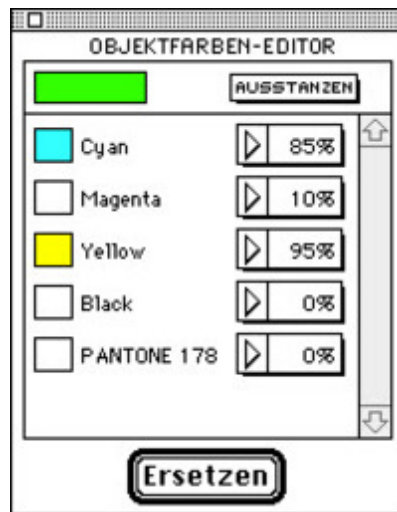 OBJEKTFARBEN-EDITOR
AUSSTANZEN
Cyan 85%
Magenta 10%
Yellow 95%
Black 0%
PANTONE 178 0%
Ersetzen